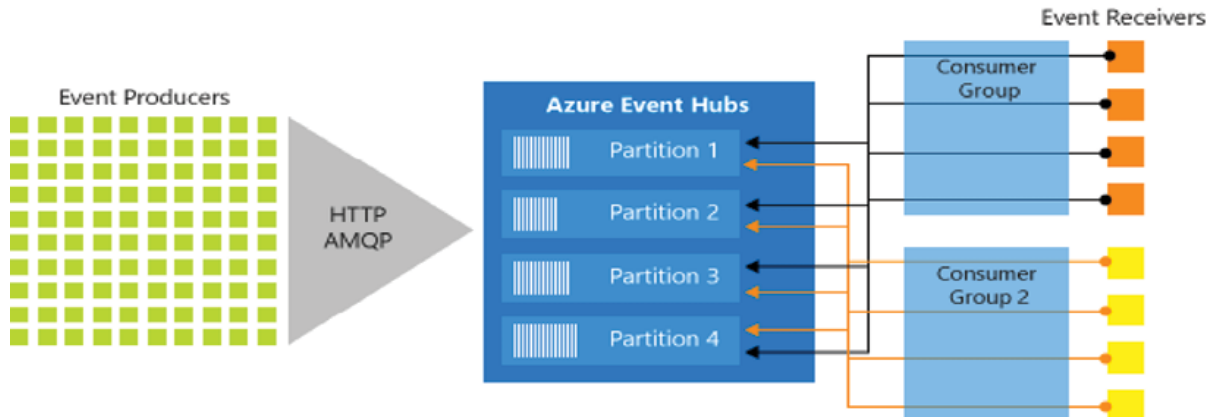 Event Producers
HTTP
AMQP
Azure Event Hubs
Partition 1
Partition 2
Partition 3
Partition 4
Event Receivers
Consumer
Group
Consumer
Group 2